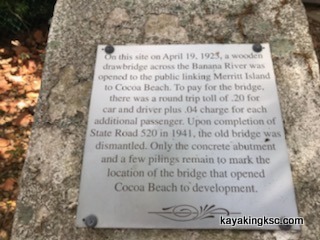 On this site on April 19, 1923, a wooden
drawbridge across the Banana River was
opened to the public linking Merritt Island
to Cocoa Beach. To pay for the bridge,
there was a round trip toll of .20 for
car and driver plus .04 charge for each
additional passenger. Upon completion of
State Road 520 in 1941, the old bridge was
dismantled. Only the concrete abutment
and a few pilings remain to mark the
location of the bridge that opened
Cocoa Beach to development.
kayakingksc.com